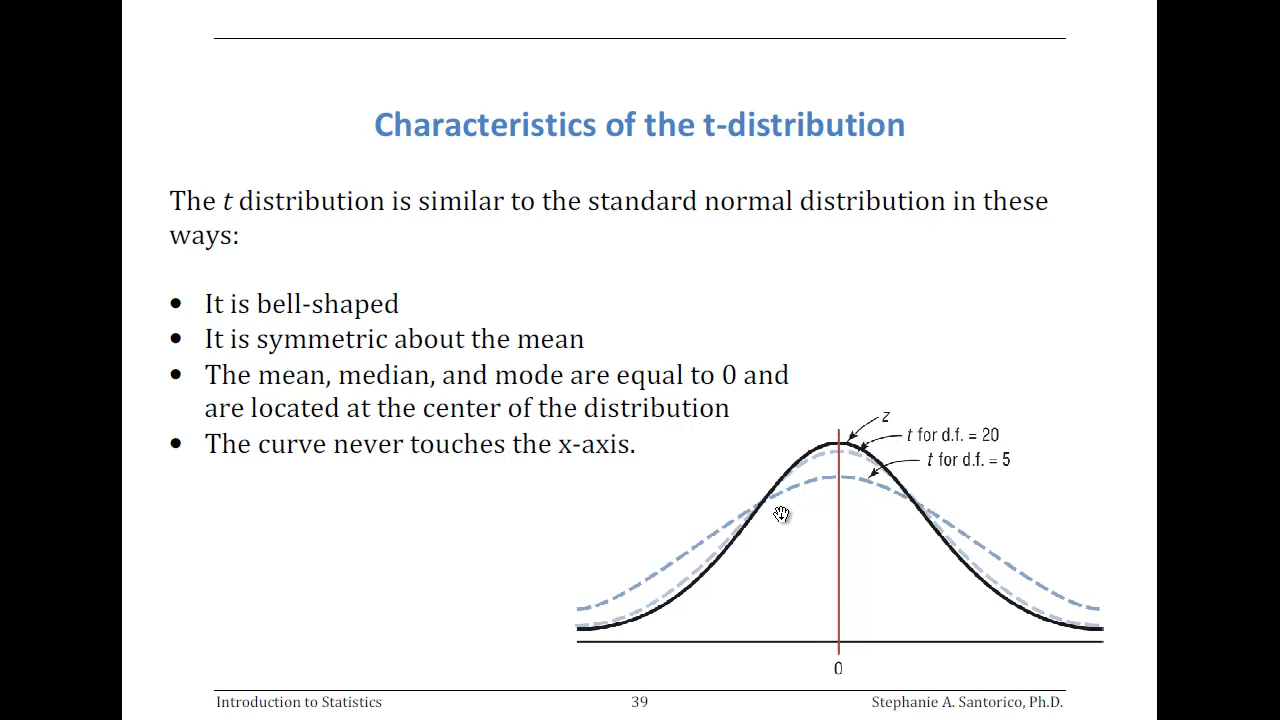 Characteristics of the t-distribution
The t distribution is similar to the standard normal distribution in these
ways:
• It is bell-shaped
• It is symmetric about the mean
• The mean, median, and mode are equal to 0 and
are located at the center of the distribution
• The curve never touches the x-axis.
z
t for d.f. = 20
t for d.f. = 5
0
Introduction to Statistics
39
Stephanie A. Santorico, Ph.D.